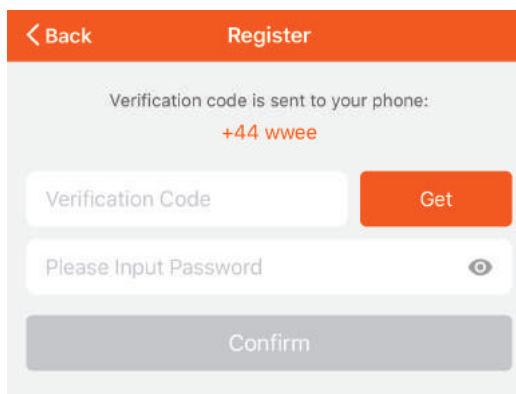 Back Register
Verification code is sent to your phone:
+44 wwee
Verification Code Get
Please Input Password
Confirm